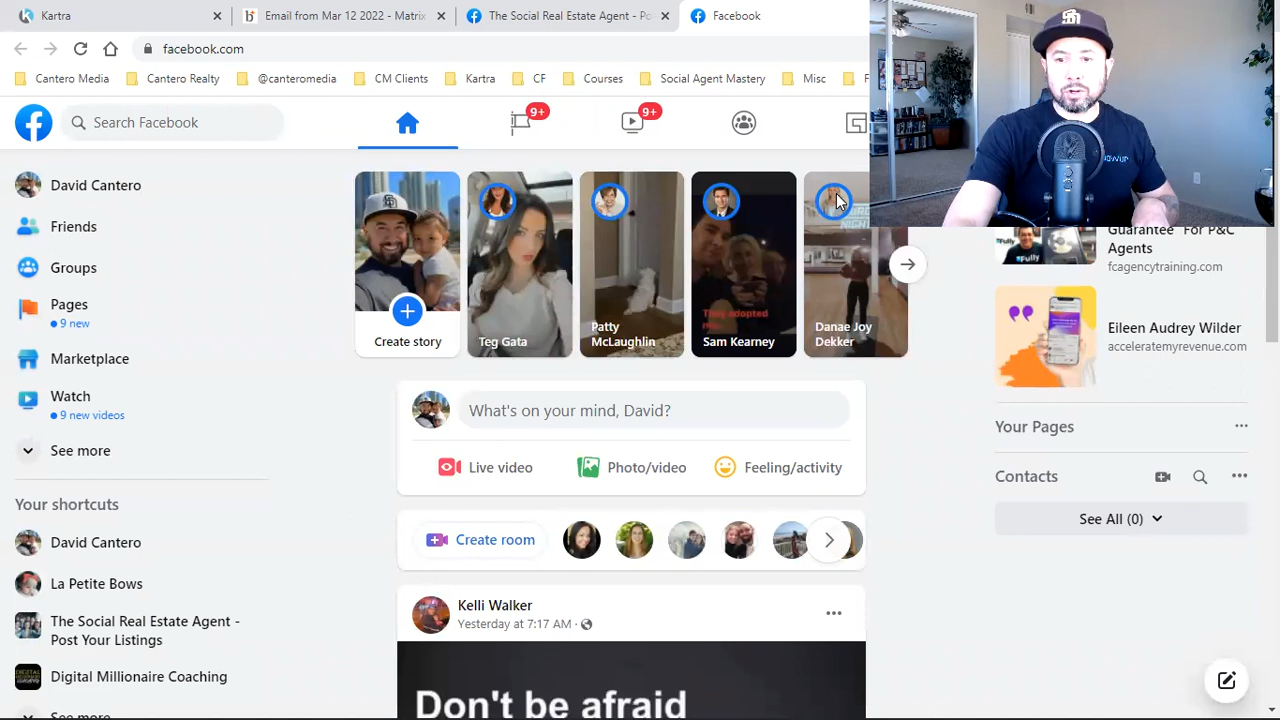 Kartra
Email from Mar 12 2022 - Matrix
The Social Real Estate Agent - Po
Facebook
facebook.com
Cantero Media
Cantero Realty
@canteromedia
CM Clients
Kartra
CF
Courses
Social Agent Mastery
Misc
F
Search Facebook
9+
9+
David Cantero
Friends
Groups
Pages
9 new
Marketplace
Watch
9 new videos
See more
Your shortcuts
David Cantero
La Petite Bows
The Social Real Estate Agent -
Post Your Listings
Digital Millionaire Coaching
See more
Create story
Teg Gata
Patty
McLaughlin
They adopted
Sam Kearney
Danae Joy
Dekker
What's on your mind, David?
Live video
Photo/video
Feeling/activity
Create room
Kelli Walker
Yesterday at 7:17 AM ·
Don't be afraid
Guarantee" For P&C
Agents
fcagencytraining.com
Eileen Audrey Wilder
acceleratemyrevenue.com
Your Pages
Contacts
See All (0)